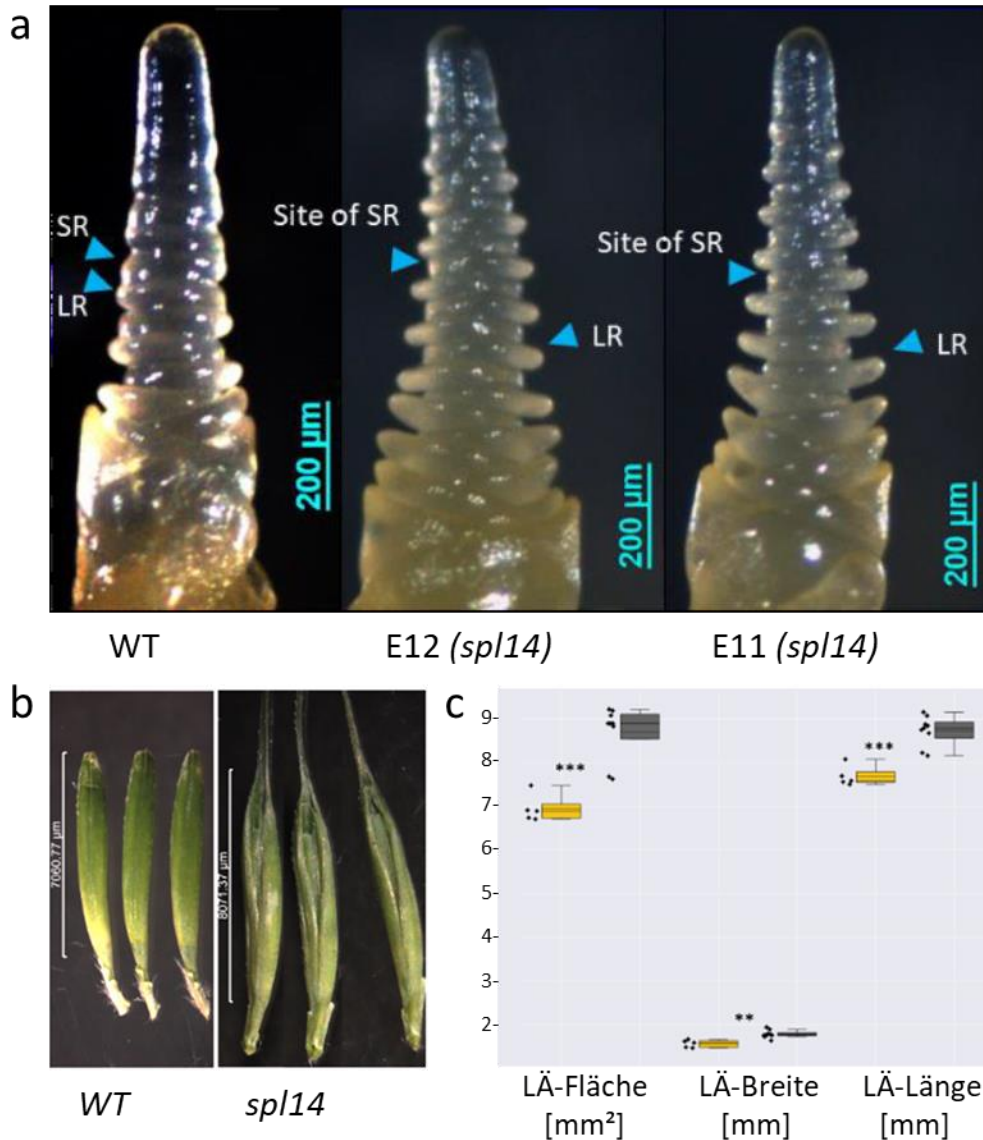 a
SR
LR
Site of SR
LR
Site of SR
LR
200 µm
200 µm
200 µm
WT
E12 (spl14)
E11 (spl14)
b
7060.77 µm
8071.37 µm
WT
spl14
c
9-
8-
7-
6-
5-
4-
3-
2-
***
**
***
LÄ-Fläche
[mm²]
LÄ-Breite
[mm]
LÄ-Länge
[mm]